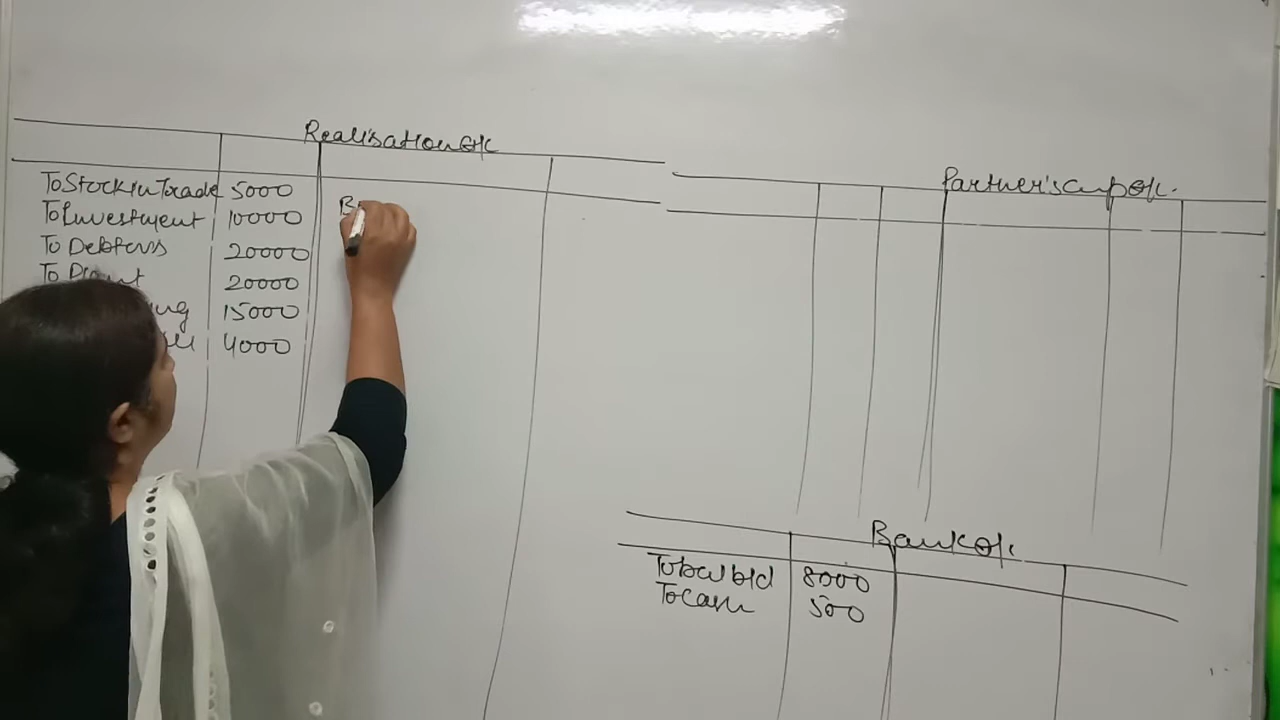 Realisation a/c
To Stock in Trade 5000
To Investment 10000
To Debtors 20000
To Plant 20000
15000
4000
Partner's cap a/c.
Bank a/c
To bal b/d 8000
To Cash 500